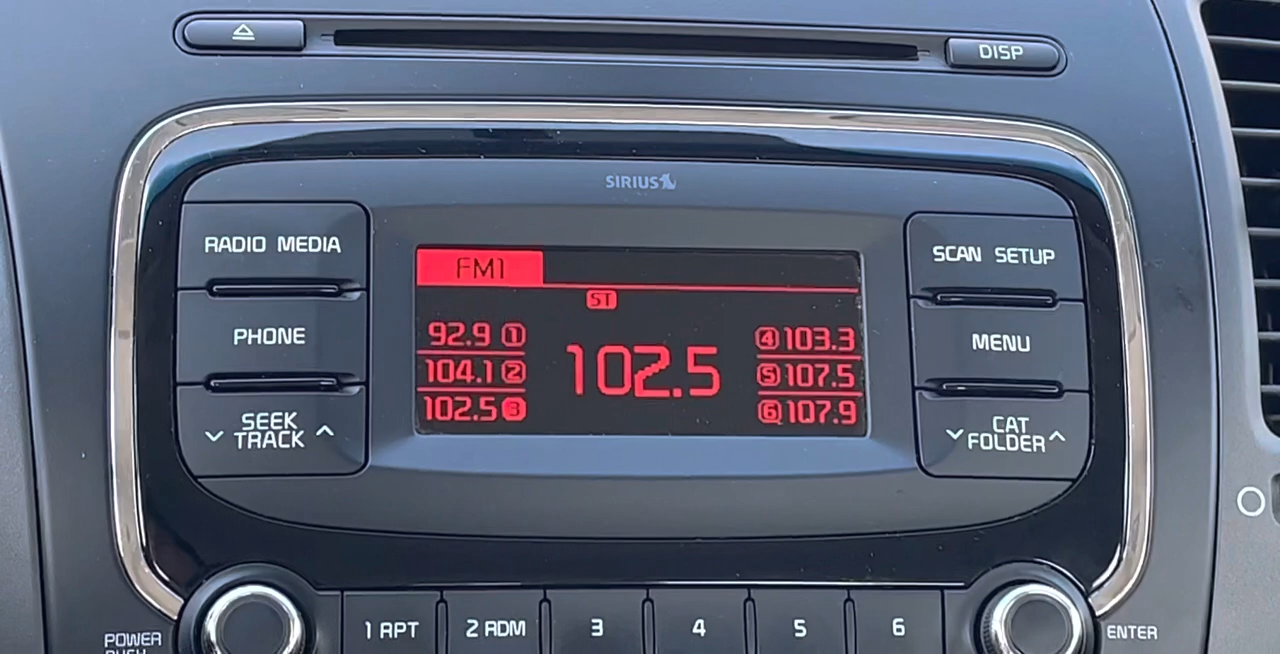 DISP
SIRIUS
RADIO MEDIA
SCAN SETUP
PHONE
MENU
SEEK
TRACK
CAT
FOLDER
FM1
ST
92.9 1
104.1 2
102.5 3
102.5
4 103.3
5 107.5
6 107.9
POWER
PUSH
1 RPT
2 RDM
3
4
5
6
ENTER